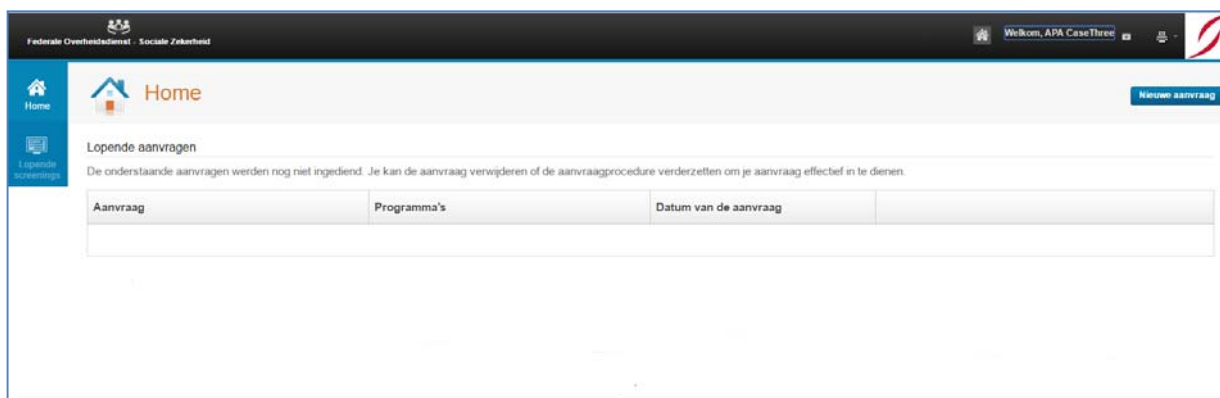 Federale Overheidsdienst - Sociale Zekerheid
Welkom, APA CaseThree
Home
Home
Nieuwe aanvraag
Lopende screenings
Lopende aanvragen
De onderstaande aanvragen werden nog niet ingediend. Je kan de aanvraag verwijderen of de aanvraagprocedure verderzetten om je aanvraag effectief in te dienen.
Aanvraag Programma's Datum van de aanvraag